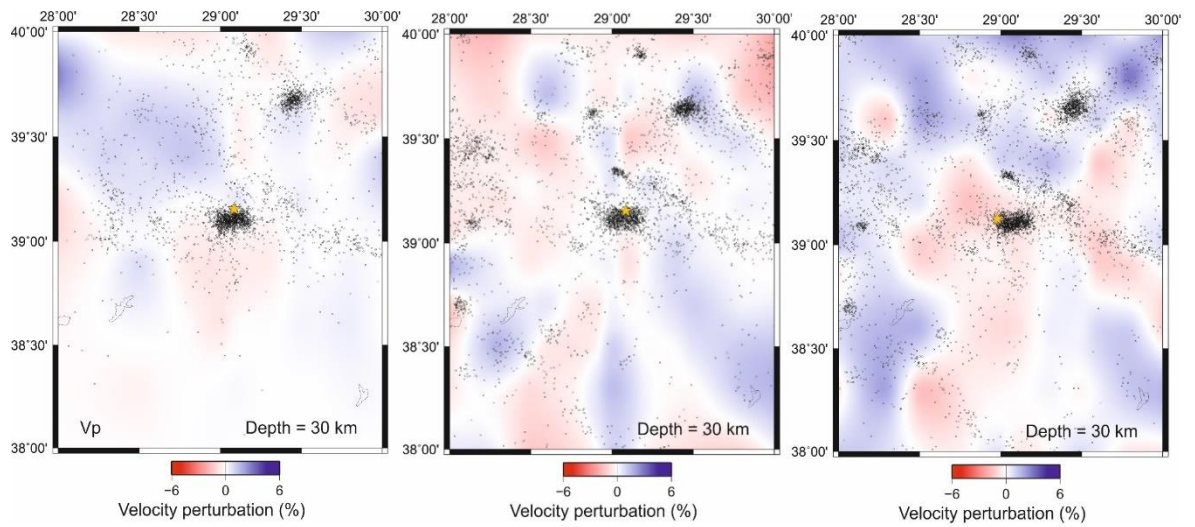 28°00' 28°30' 29°00' 29°30' 30°00' 28°00' 28°30' 29°00' 29°30' 30°00' 28°00' 28°30' 29°00' 29°30' 30°00'
40°00' 40°00' 40°00'
39°30' 39°30' 39°30'
39°00' 39°00' 39°00'
38°30' 38°30' 38°30'
38°00' 38°00' 38°00'
Vp Depth = 30 km Depth = 30 km Depth = 30 km
−6 0 6 −6 0 6 −6 0 6
Velocity perturbation (%) Velocity perturbation (%) Velocity perturbation (%)